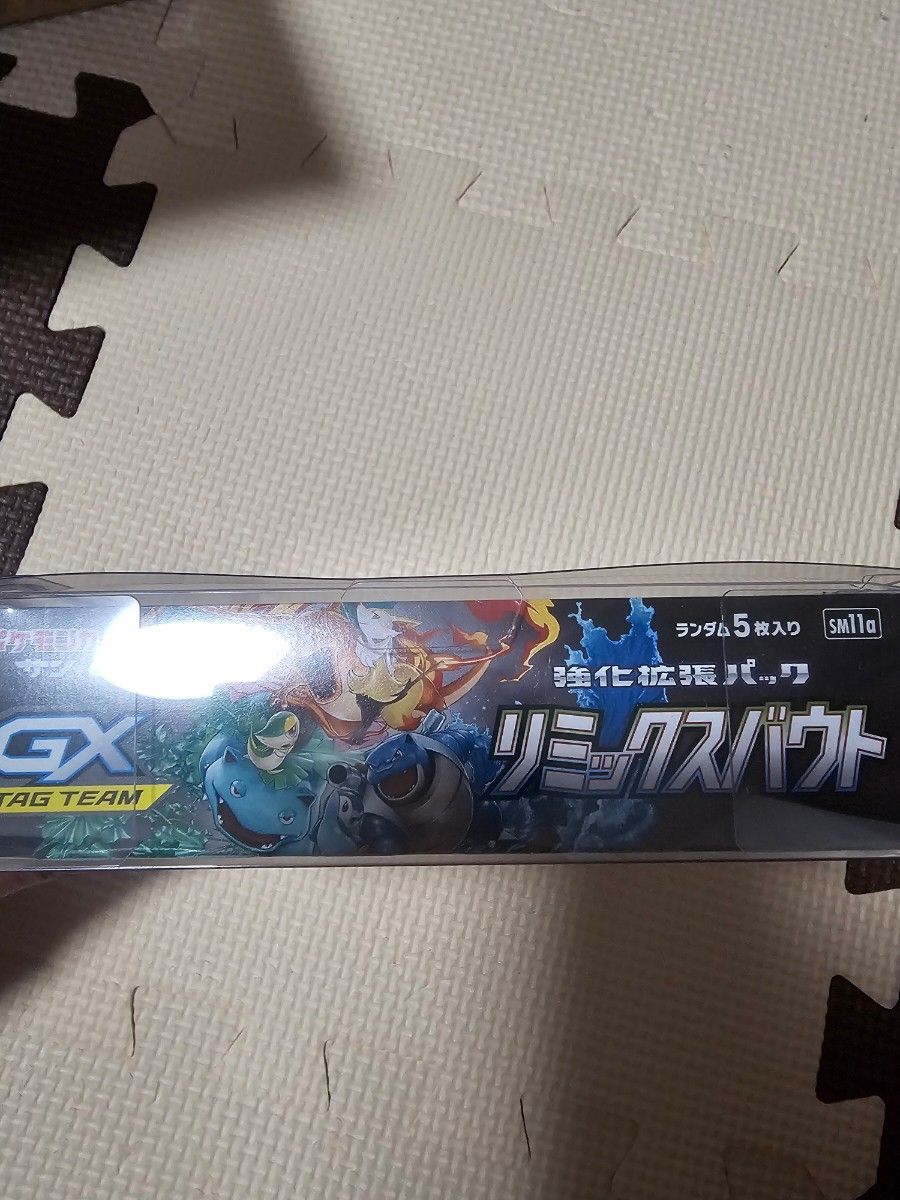 ランダム5枚入り
SM11a
強化拡張パック
リミックスバウト
GX
TAG TEAM